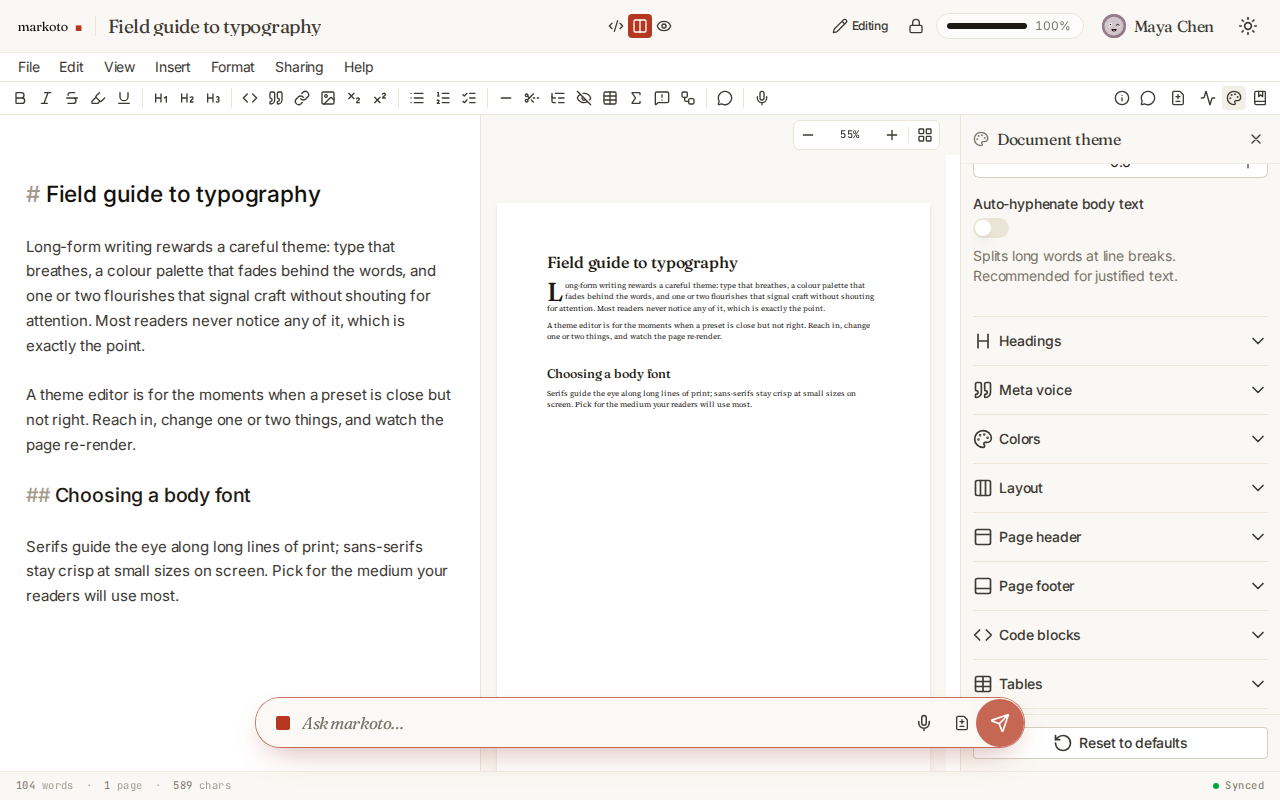 markoto
Field guide to typography
Editing
100%
Maya Chen
File Edit View Insert Format Sharing Help
H1 H2 H3
55%
# Field guide to typography
Long-form writing rewards a careful theme: type that
breathes, a colour palette that fades behind the words, and
one or two flourishes that signal craft without shouting for
attention. Most readers never notice any of it, which is
exactly the point.
A theme editor is for the moments when a preset is close but
not right. Reach in, change one or two things, and watch the
page re-render.
## Choosing a body font
Serifs guide the eye along long lines of print; sans-serifs
stay crisp at small sizes on screen. Pick for the medium your
readers will use most.
Field guide to typography
Long-form writing rewards a careful theme: type that breathes, a colour palette that
fades behind the words, and one or two flourishes that signal craft without shouting
for attention. Most readers never notice any of it, which is exactly the point.
A theme editor is for the moments when a preset is close but not right. Reach in, change
one or two things, and watch the page re-render.
Choosing a body font
Serifs guide the eye along long lines of print; sans-serifs stay crisp at small sizes on
screen. Pick for the medium your readers will use most.
Document theme
Auto-hyphenate body text
Splits long words at line breaks.
Recommended for justified text.
Headings
Meta voice
Colors
Layout
Page header
Page footer
Code blocks
Tables
Reset to defaults
Ask markoto...
104 words · 1 page · 589 chars
Synced